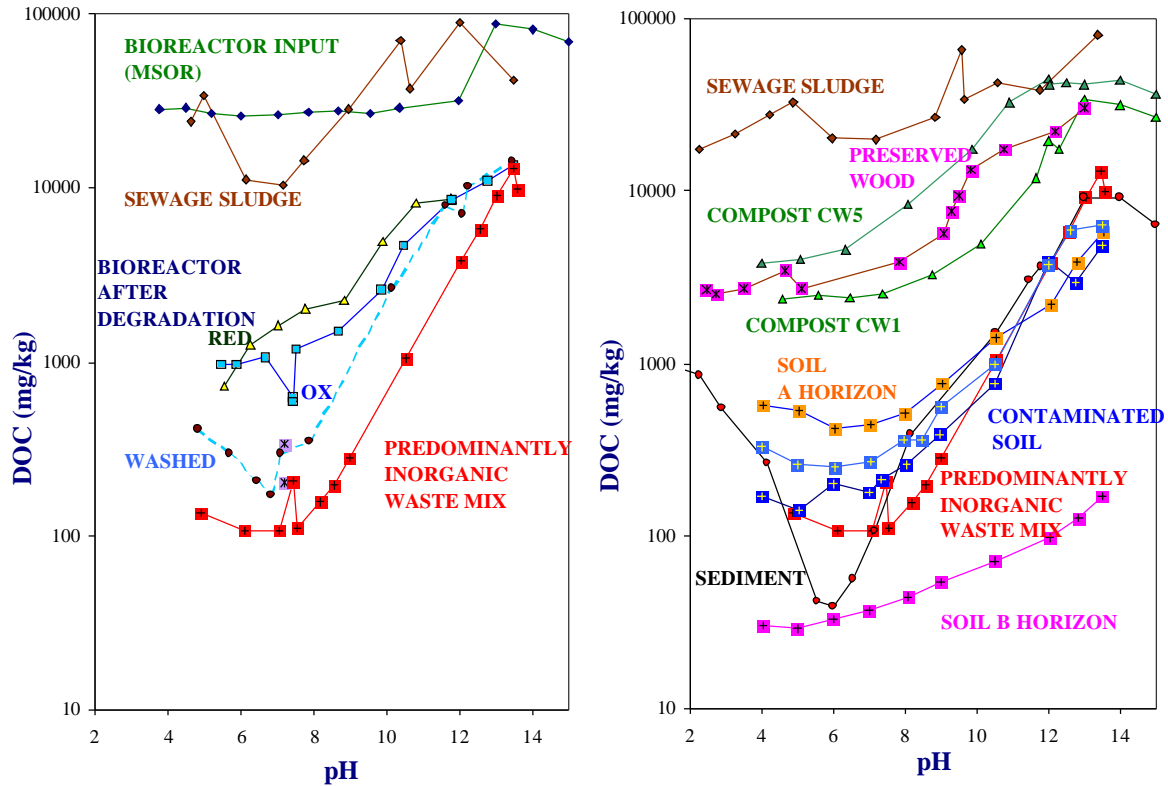 100000
10000
1000
100
10
DOC (mg/kg)
2
4
6
8
10
12
14
pH
BIOREACTOR INPUT
(MSOR)
SEWAGE SLUDGE
BIOREACTOR
AFTER
DEGRADATION
RED
OX
WASHED
PREDOMINANTLY
INORGANIC
WASTE MIX
100000
10000
1000
100
10
DOC (mg/kg)
2
4
6
8
10
12
14
pH
SEWAGE SLUDGE
PRESERVED
WOOD
COMPOST CW5
COMPOST CW1
SOIL
A HORIZON
CONTAMINATED
SOIL
PREDOMINANTLY
INORGANIC
WASTE MIX
SEDIMENT
SOIL B HORIZON